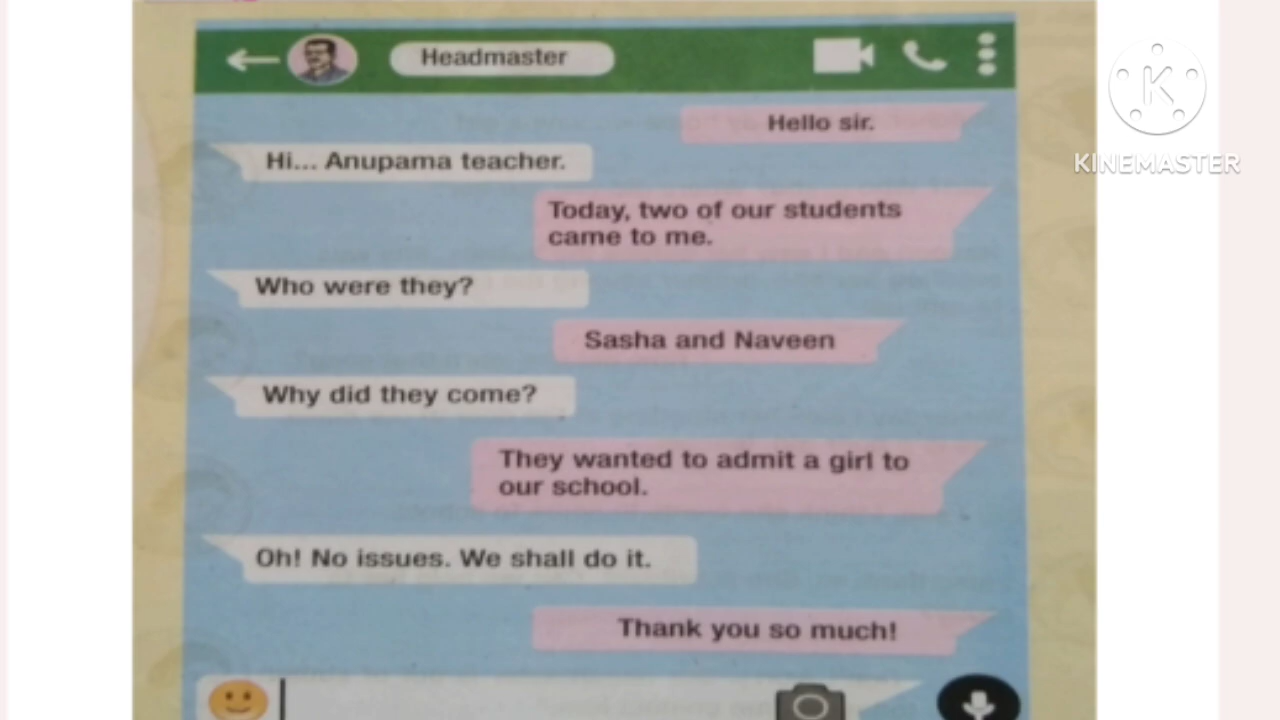 Headmaster
Hello sir.
Hi... Anupama teacher.
Today, two of our students
came to me.
Who were they?
Sasha and Naveen
Why did they come?
They wanted to admit a girl to
our school.
Oh! No issues. We shall do it.
Thank you so much!
K
KINEMASTER